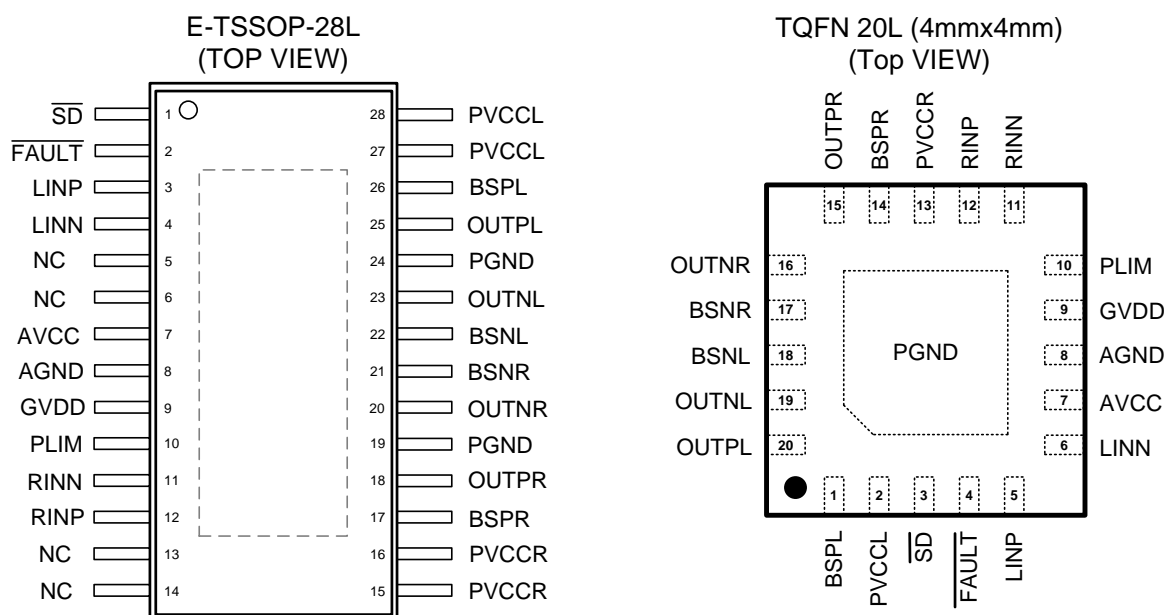 E-TSSOP-28L
(TOP VIEW)
SD 1 28 PVCCL
FAULT 2 27 PVCCL
LINP 3 26 BSPL
LINN 4 25 OUTPL
NC 5 24 PGND
NC 6 23 OUTNL
AVCC 7 22 BSNL
AGND 8 21 BSNR
GVDD 9 20 OUTNR
PLIM 10 19 PGND
RINN 11 18 OUTPR
RINP 12 17 BSPR
NC 13 16 PVCCR
NC 14 15 PVCCR
TQFN 20L (4mmx4mm)
(Top VIEW)
OUTPR BSPR PVCCR RINP RINN
15 14 13 12 11
OUTNR 16 10 PLIM
BSNR 17 9 GVDD
BSNL 18 PGND 8 AGND
OUTNL 19 7 AVCC
OUTPL 20 6 LINN
1 2 3 4 5
BSPL PVCCL SD FAULT LINP